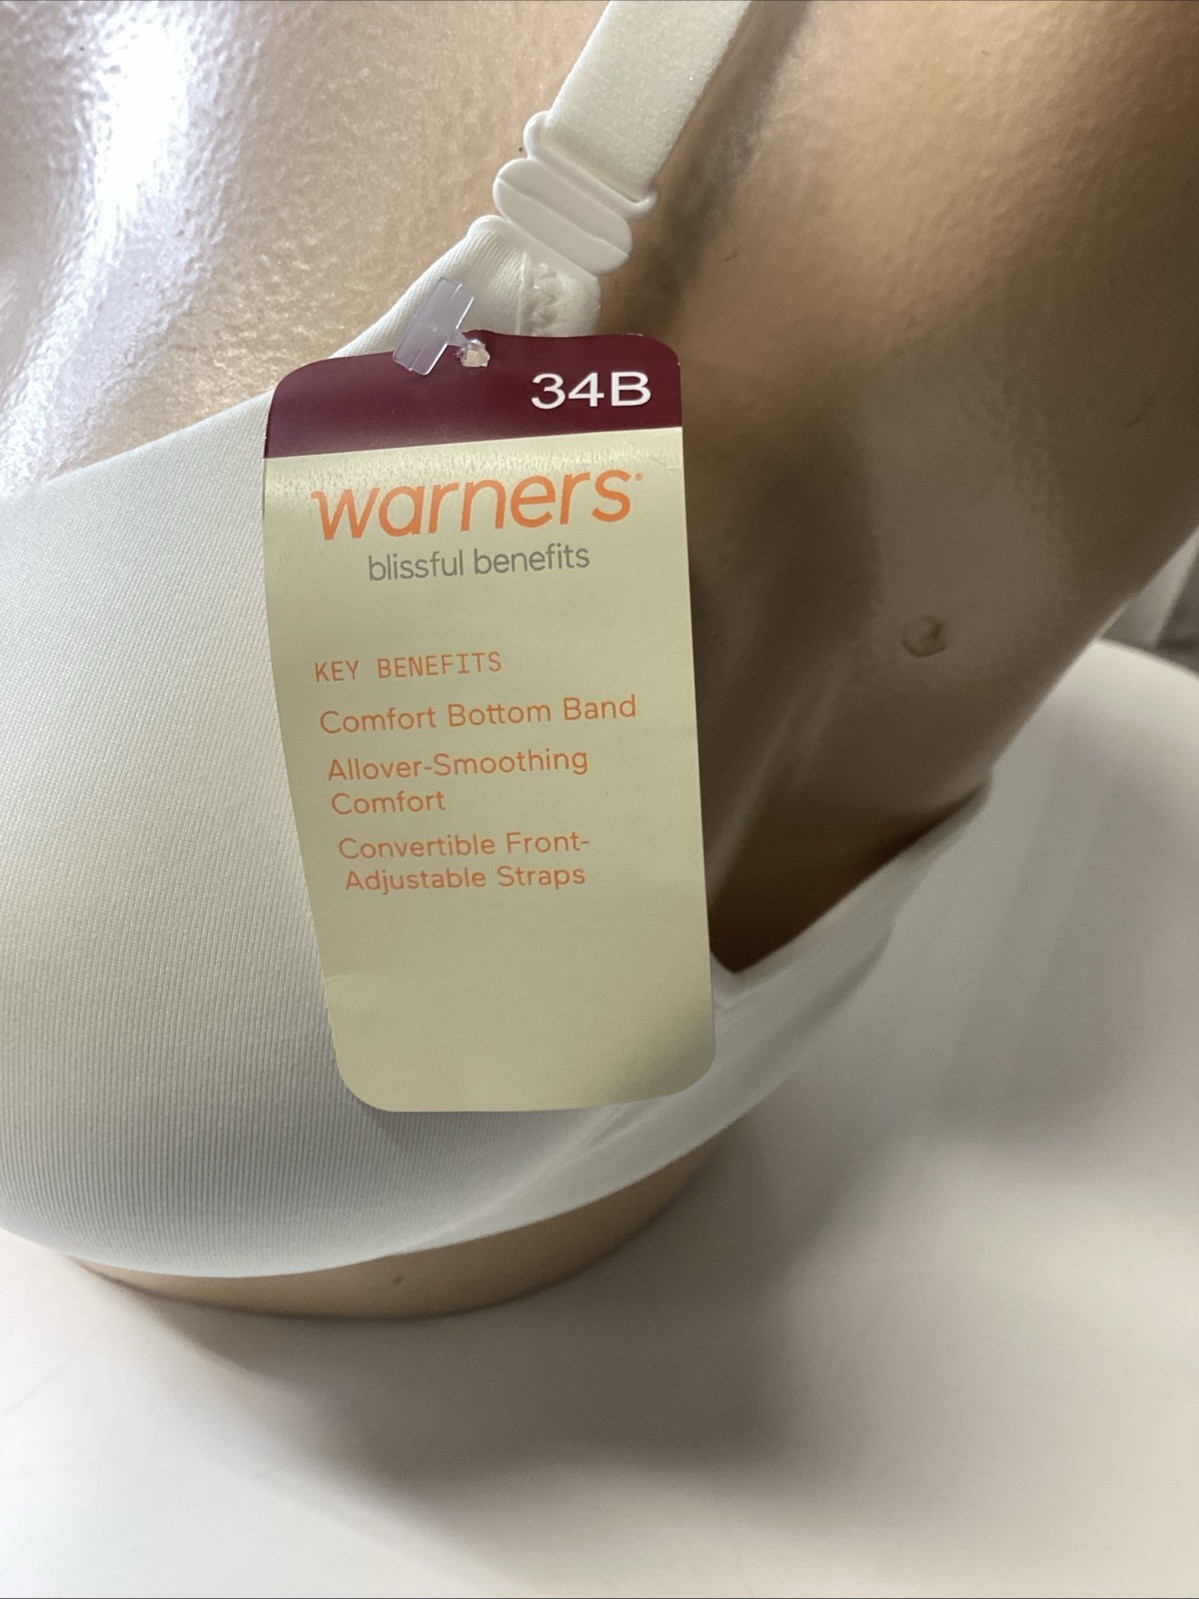 34B
warners®
blissful benefits
KEY BENEFITS
Comfort Bottom Band
Allover-Smoothing
Comfort
Convertible Front-
Adjustable Straps